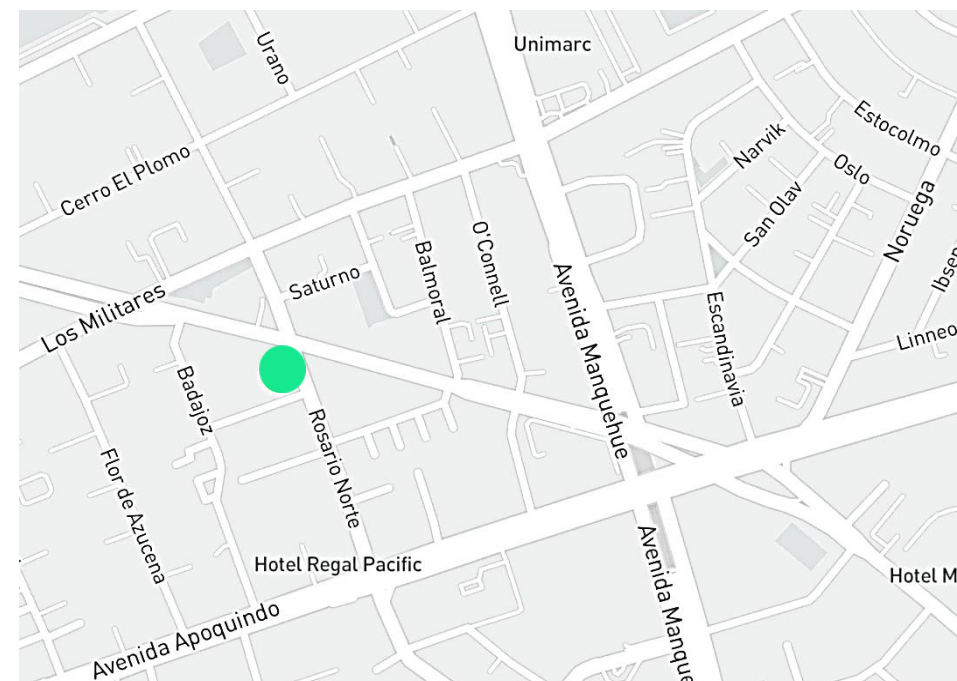 Urano
Unimarc
Estocolmo
Narvik
Oslo
Cerro El Plomo
San Olav
Noruega
O'Connell
Balmoral
Saturno
Ibsen
Los Militares
Avenida Manquehue
Escandinavia
Linneo
Badajoz
Rosario Norte
Flor de Azucena
Hotel Regal Pacific
Avenida Manque
Hotel M
Avenida Apoquindo